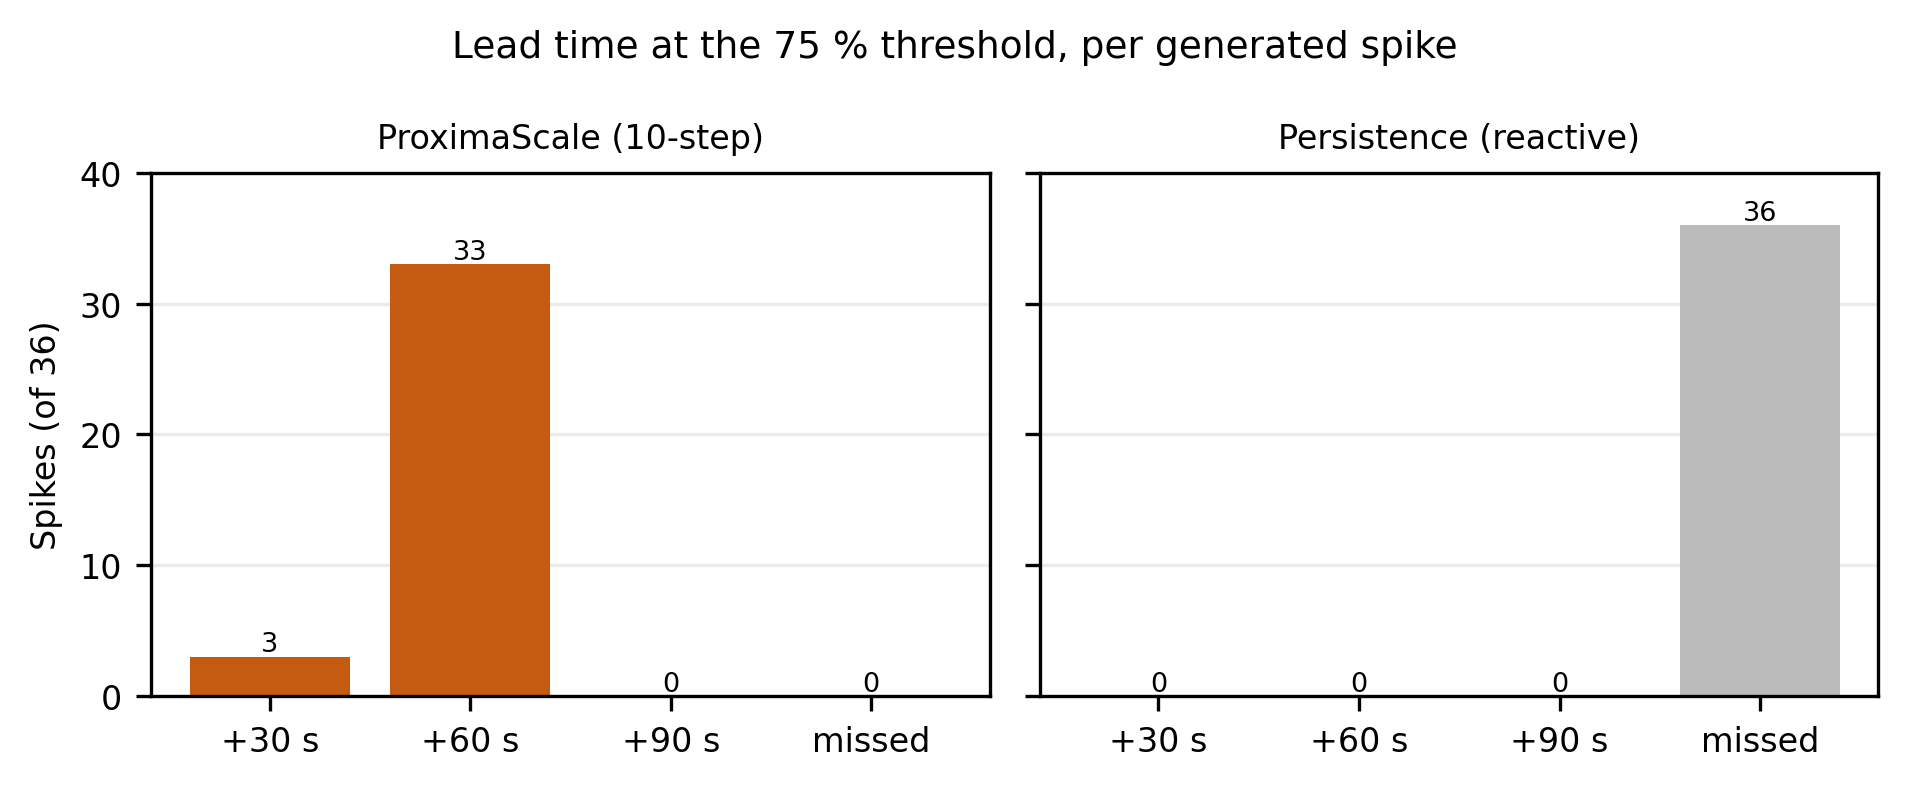 Lead time at the 75 % threshold, per generated spike
ProximaScale (10-step)
Spikes (of 36)
40
30
20
10
0
3
33
0
0
+30 s
+60 s
+90 s
missed
Persistence (reactive)
0
0
0
36
+30 s
+60 s
+90 s
missed